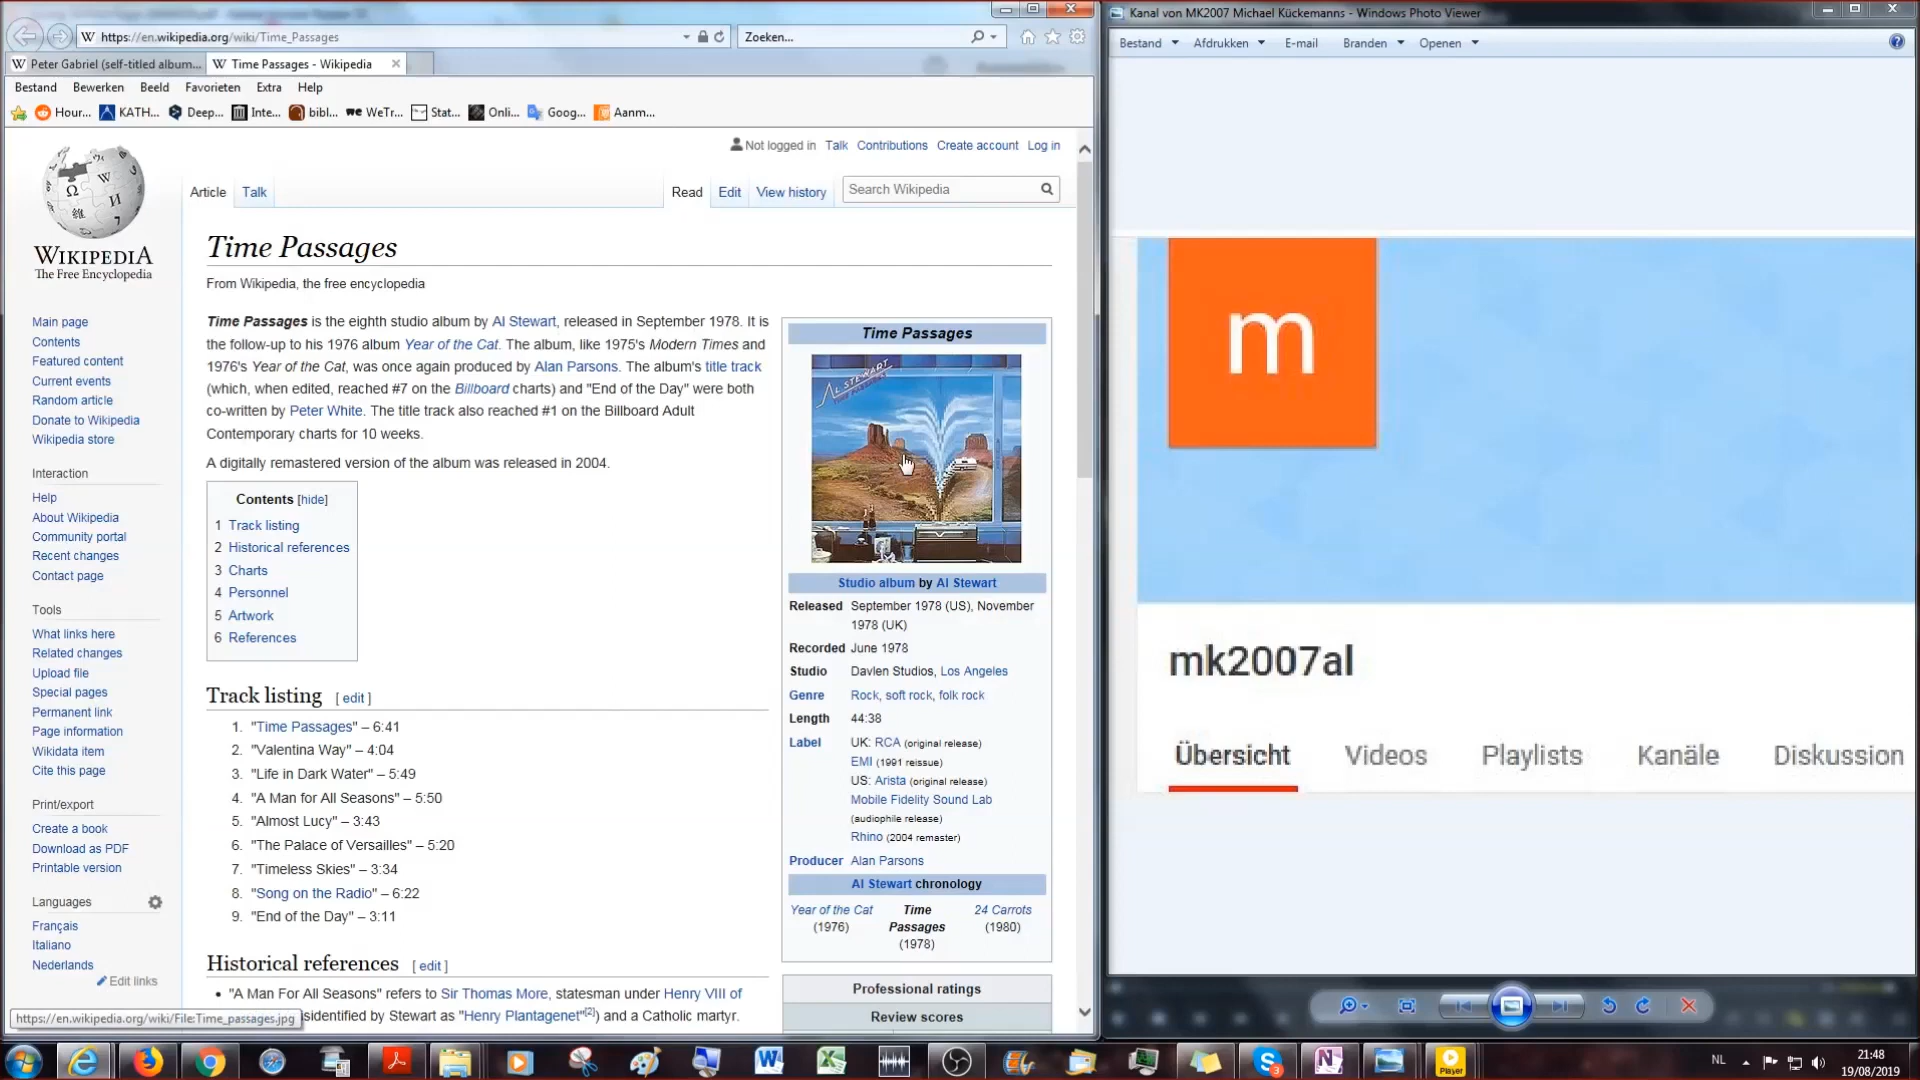 https://en.wikipedia.org/wiki/Time_Passages
Zoeken...
Peter Gabriel (self-titled album...
Time Passages - Wikipedia
Bestand Bewerken Beeld Favorieten Extra Help
Hour... KATH... Deep... Inte... bibl... WeTr... Stat... Onli... Goog... Aanm...
Not logged in Talk Contributions Create account Log in
Article Talk Read Edit View history Search Wikipedia
WIKIPEDIA
The Free Encyclopedia
Main page
Contents
Featured content
Current events
Random article
Donate to Wikipedia
Wikipedia store
Interaction
Help
About Wikipedia
Community portal
Recent changes
Contact page
Tools
What links here
Related changes
Upload file
Special pages
Permanent link
Page information
Wikidata item
Cite this page
Print/export
Create a book
Download as PDF
Printable version
Languages
Français
Italiano
Nederlands
Edit links
https://en.wikipedia.org/wiki/File:Time_passages.jpg
Time Passages
From Wikipedia, the free encyclopedia
Time Passages is the eighth studio album by Al Stewart, released in September 1978. It is
the follow-up to his 1976 album Year of the Cat. The album, like 1975's Modern Times and
1976's Year of the Cat, was once again produced by Alan Parsons. The album's title track
(which, when edited, reached #7 on the Billboard charts) and "End of the Day" were both
co-written by Peter White. The title track also reached #1 on the Billboard Adult
Contemporary charts for 10 weeks.
A digitally remastered version of the album was released in 2004.
Contents [hide]
1 Track listing
2 Historical references
3 Charts
4 Personnel
5 Artwork
6 References
Track listing [ edit ]
1. "Time Passages" – 6:41
2. "Valentina Way" – 4:04
3. "Life in Dark Water" – 5:49
4. "A Man for All Seasons" – 5:50
5. "Almost Lucy" – 3:43
6. "The Palace of Versailles" – 5:20
7. "Timeless Skies" – 3:34
8. "Song on the Radio" – 6:22
9. "End of the Day" – 3:11
Historical references [ edit ]
• "A Man For All Seasons" refers to Sir Thomas More, statesman under Henry VIII of
sidentified by Stewart as "Henry Plantagenet"[2]) and a Catholic martyr.
Time Passages
AL STEWART
Studio album by Al Stewart
Released September 1978 (US), November
1978 (UK)
Recorded June 1978
Studio Davlen Studios, Los Angeles
Genre Rock, soft rock, folk rock
Length 44:38
Label UK: RCA (original release)
EMI (1991 reissue)
US: Arista (original release)
Mobile Fidelity Sound Lab
(audiophile release)
Rhino (2004 remaster)
Producer Alan Parsons
Al Stewart chronology
Year of the Cat
(1976)
Time
Passages
(1978)
24 Carrots
(1980)
Professional ratings
Review scores
Kanal von MK2007 Michael Kückemanns - Windows Photo Viewer
Bestand Afdrukken E-mail Branden Openen
m
mk2007al
Übersicht Videos Playlists Kanäle Diskussion
3
Player
NL
21:48
19/08/2019